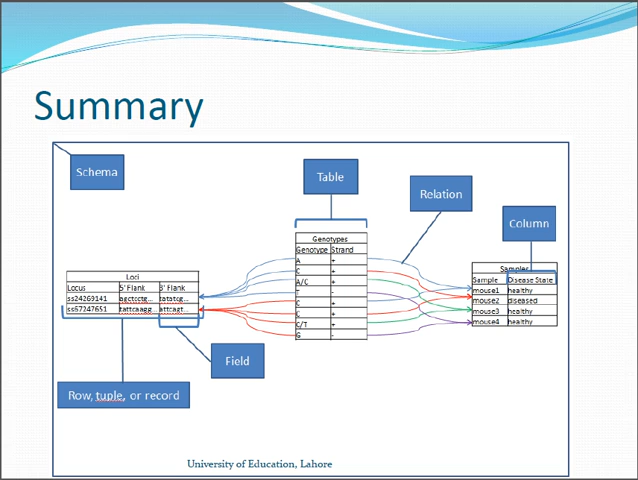 Summary
Schema
Table
Relation
Column
Genotypes
Genotype Strand
A +
C +
A/C +
T -
C +
C +
C/T +
G -
Samples
Sample Disease State
mouse1 healthy
mouse2 diseased
mouse3 healthy
mouse4 healthy
Loci
Locus 5' Flank 3' Flank
ss24269141 agctcctg... tatatcg...
ss67247651 tattcaagg... attcagt...
Field
Row, tuple, or record
University of Education, Lahore